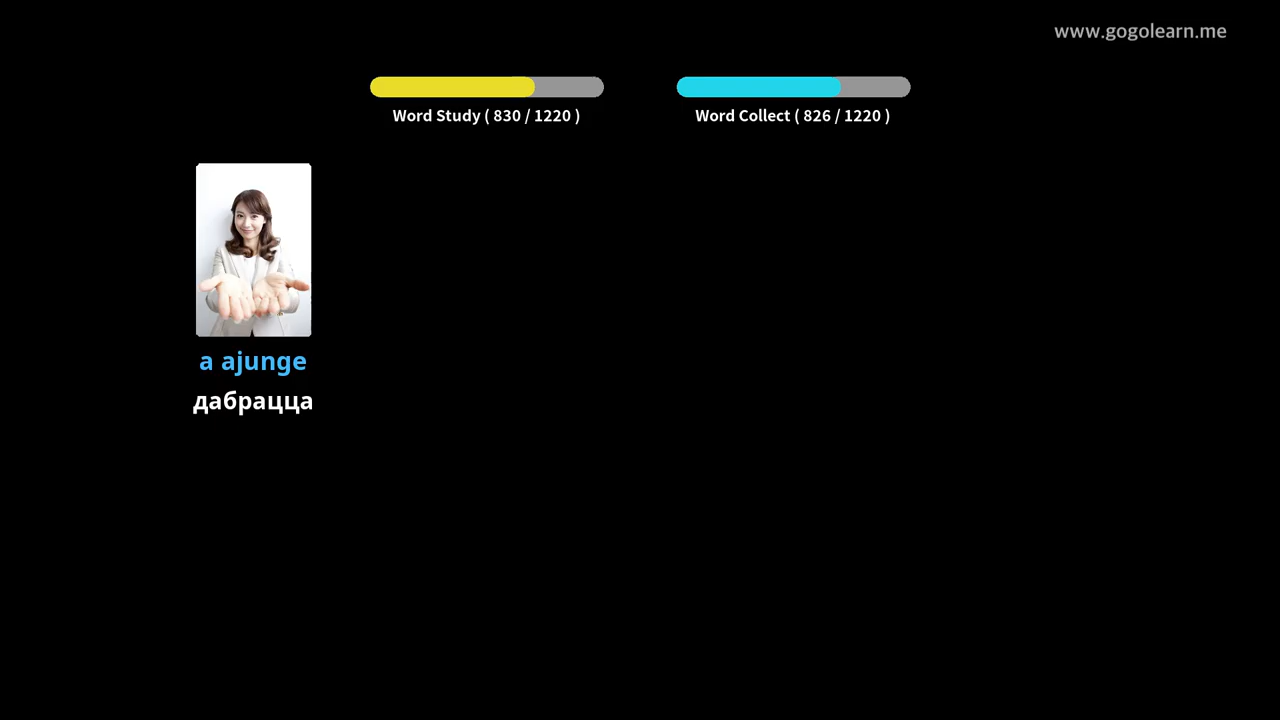 www.gogolearn.me
Word Study ( 830 / 1220 )
Word Collect ( 826 / 1220 )
a ajunge
дабрацца